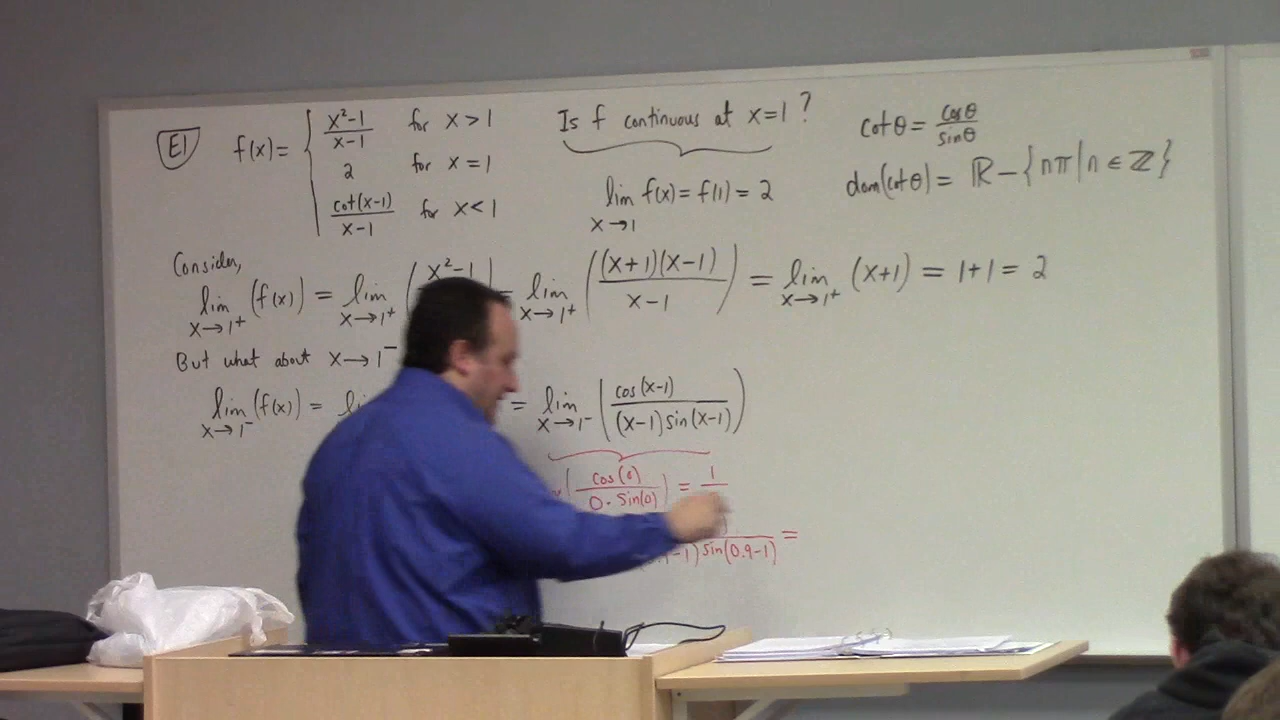 E1
f(x) = { x²-1 / x-1 for x > 1
2 for x = 1
cot(x-1) / x-1 for x < 1
Is f continuous at x=1?
lim x→1 f(x) = f(1) = 2
cot θ = cos θ / sin θ
dom(cot θ) = ℝ - {nπ | n ∈ ℤ}
Consider,
lim x→1⁺ (f(x)) = lim x→1⁺ ( x²-1 = lim x→1⁺ ( (x+1)(x-1) / x-1 ) = lim x→1⁺ (x+1) = 1+1 = 2
But what about x→1⁻
lim x→1⁻ (f(x)) = = lim x→1⁻ ( cos(x-1) / (x-1) sin(x-1) )
( cos(0) / 0 · sin(0) ) = 1
-1) sin(0.9-1) =